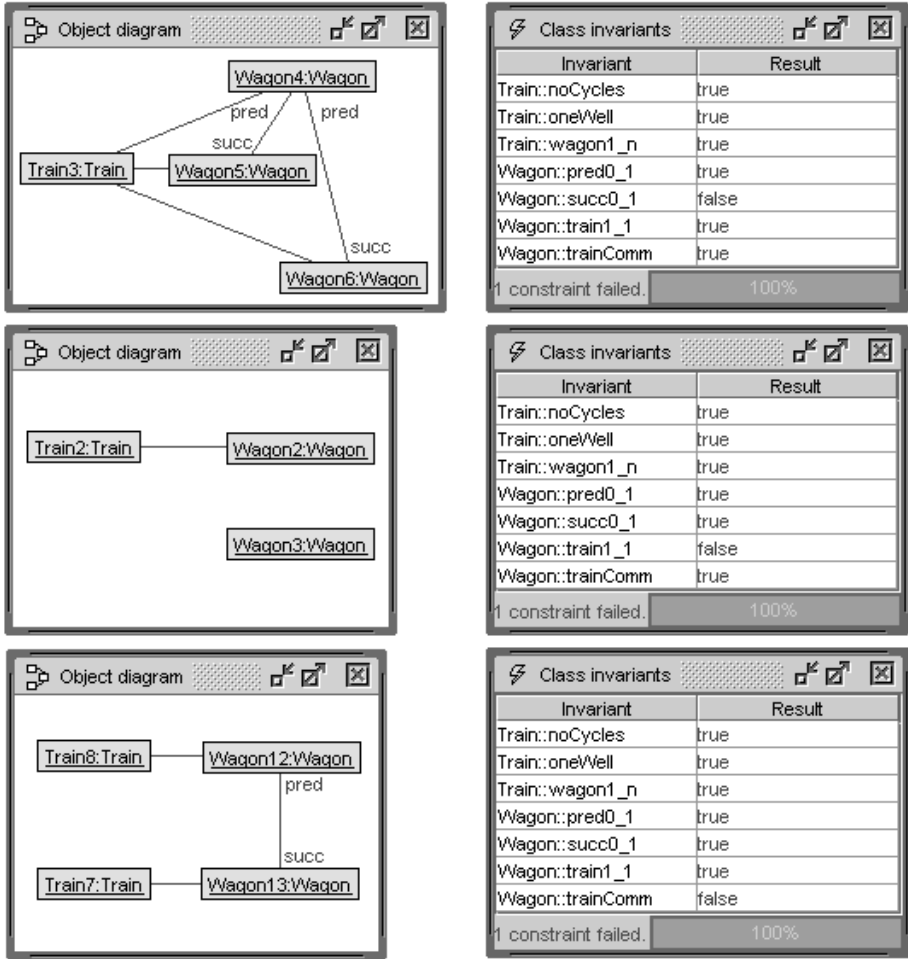 Object diagram
Wagon4:Wagon
pred pred
succ
Train3:Train Wagon5:Wagon
succ
Wagon6:Wagon
Class invariants
Invariant Result
Train::noCycles true
Train::oneWell true
Train::wagon1_n true
Wagon::pred0_1 true
Wagon::succ0_1 false
Wagon::train1_1 true
Wagon::trainComm true
1 constraint failed. 100%
Object diagram
Train2:Train Wagon2:Wagon
Wagon3:Wagon
Class invariants
Invariant Result
Train::noCycles true
Train::oneWell true
Train::wagon1_n true
Wagon::pred0_1 true
Wagon::succ0_1 true
Wagon::train1_1 false
Wagon::trainComm true
1 constraint failed. 100%
Object diagram
Train8:Train Wagon12:Wagon
pred
succ
Train7:Train Wagon13:Wagon
Class invariants
Invariant Result
Train::noCycles true
Train::oneWell true
Train::wagon1_n true
Wagon::pred0_1 true
Wagon::succ0_1 true
Wagon::train1_1 true
Wagon::trainComm false
1 constraint failed. 100%